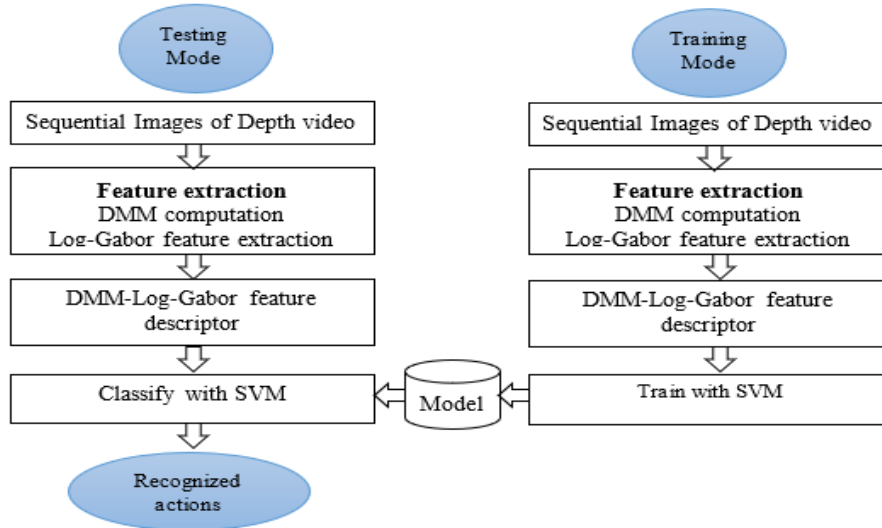 Testing
Mode
Sequential Images of Depth video
Feature extraction
DMM computation
Log-Gabor feature extraction
DMM-Log-Gabor feature
descriptor
Classify with SVM
Recognized
actions
Model
Training
Mode
Sequential Images of Depth video
Feature extraction
DMM computation
Log-Gabor feature extraction
DMM-Log-Gabor feature
descriptor
Train with SVM